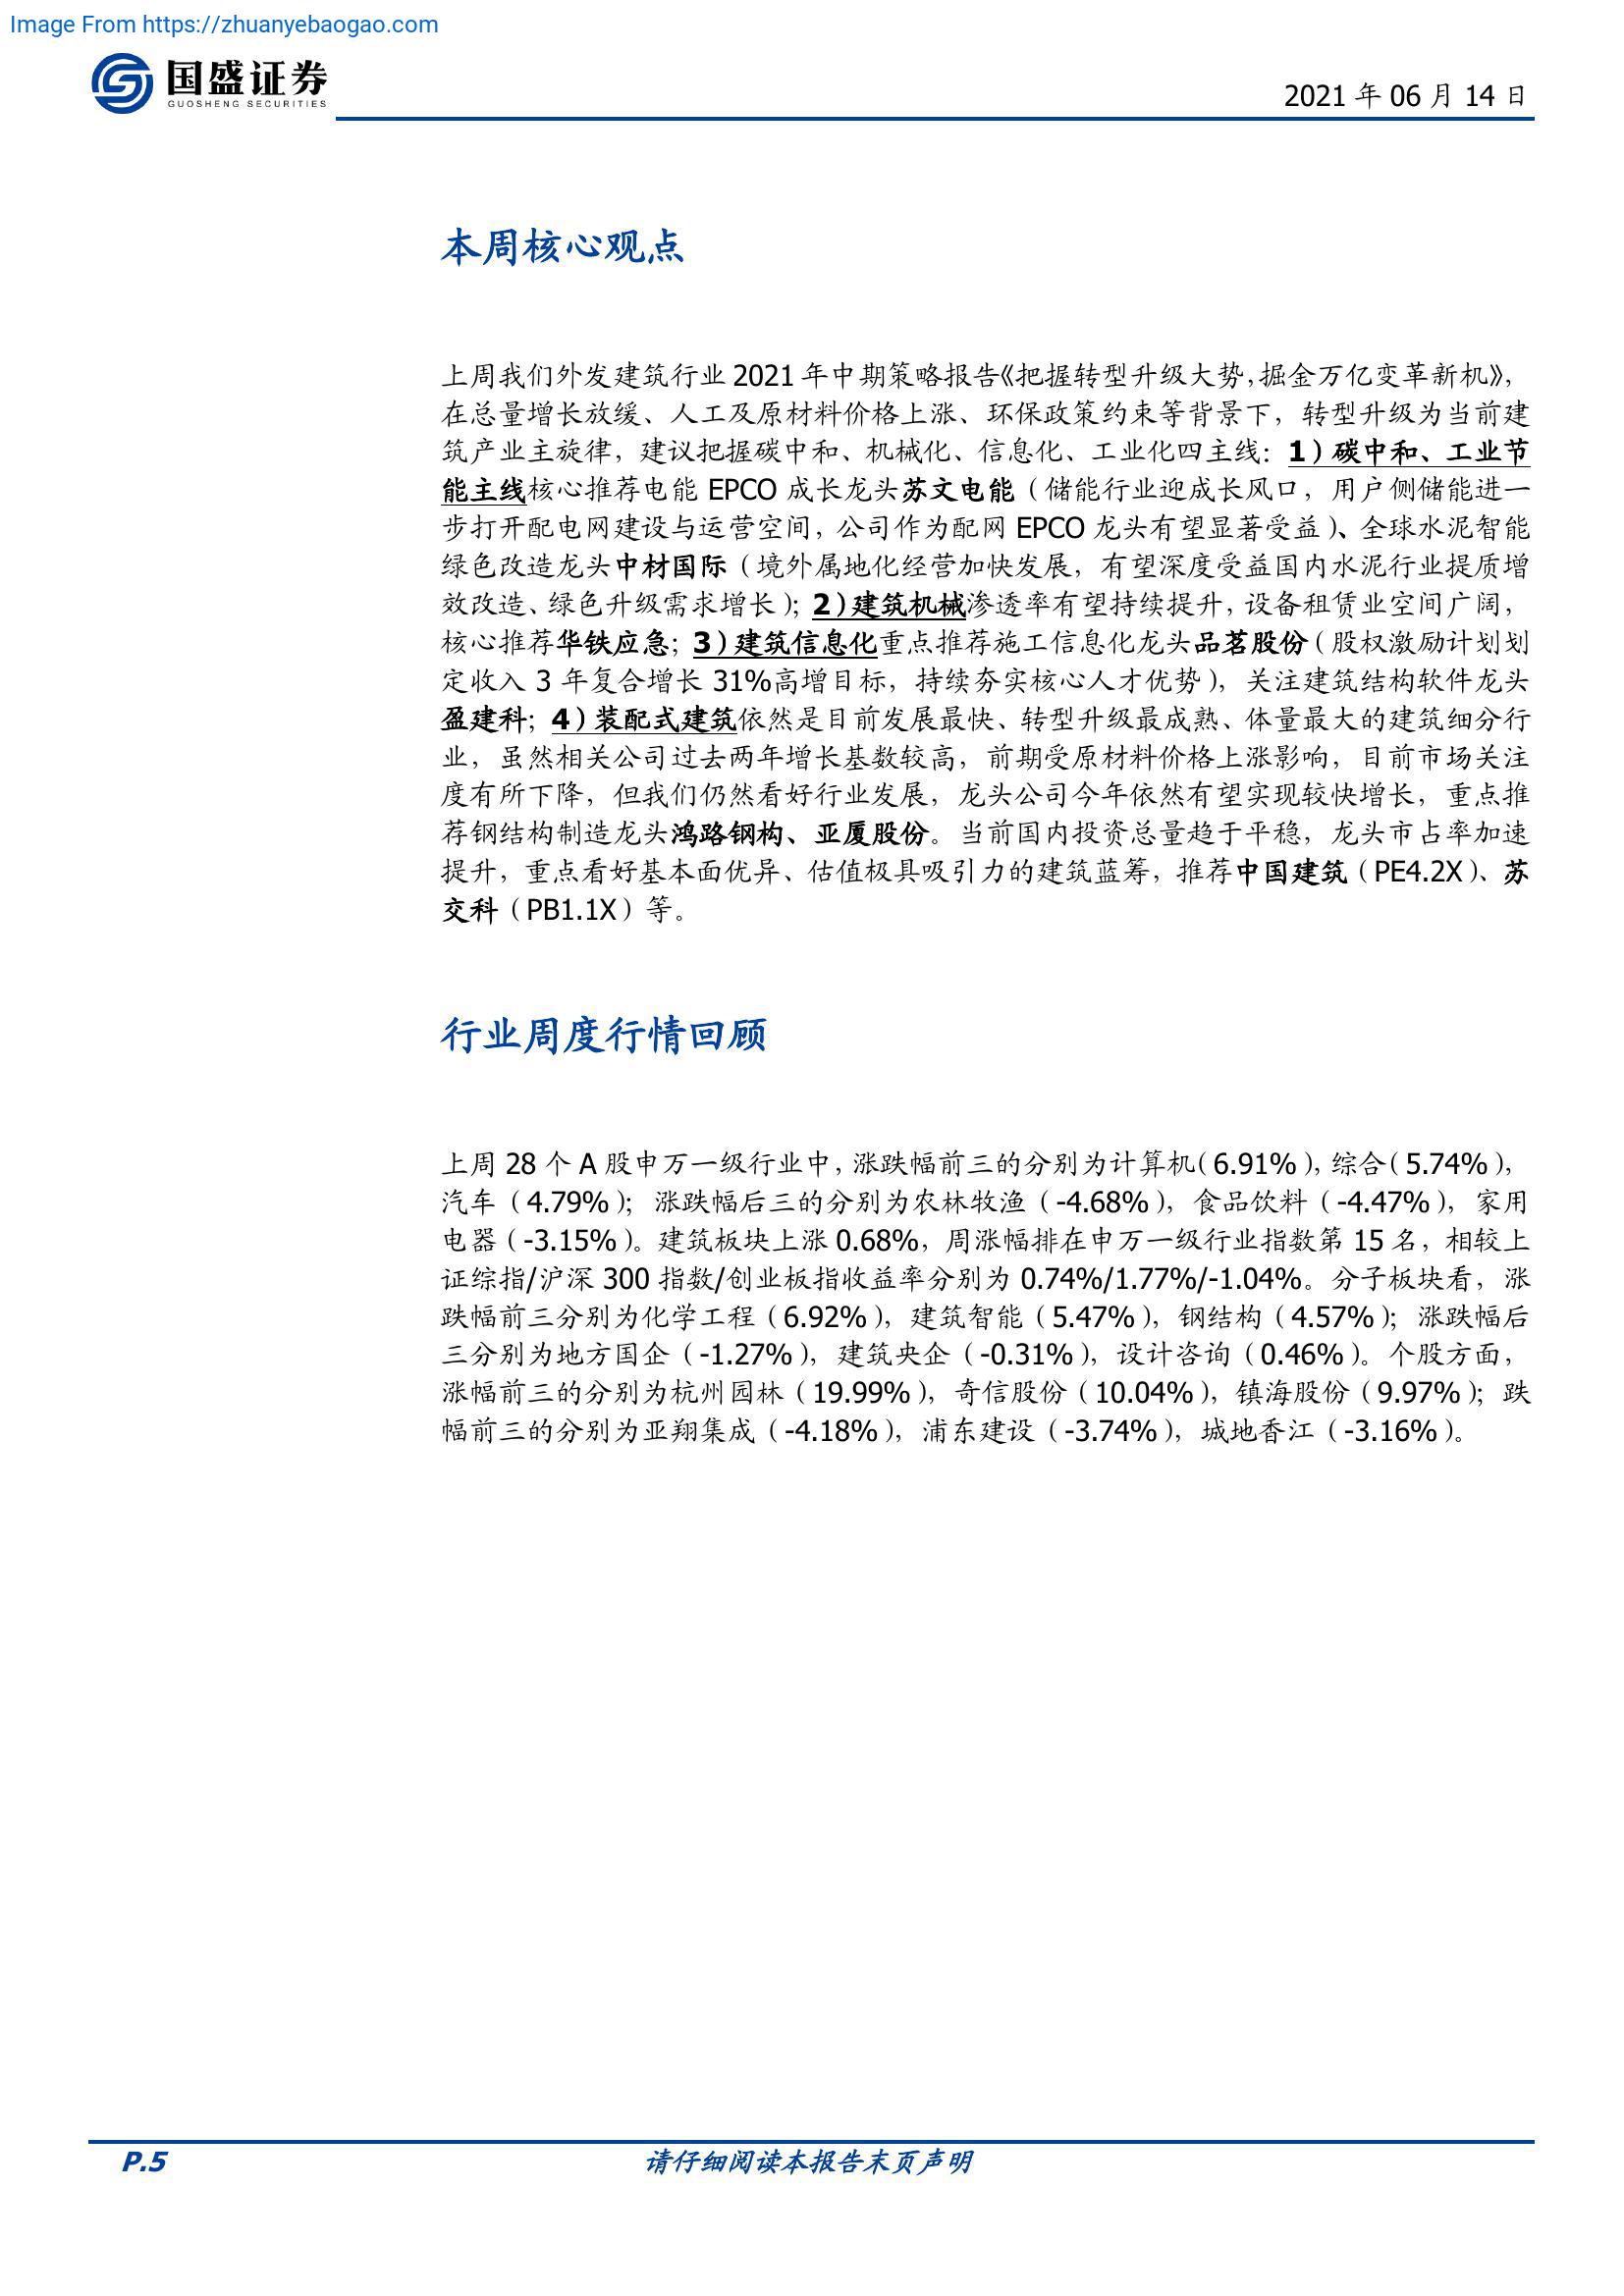 Image From https://zhuanyebaogao.com
国盛证券
GUOSHENG SECURITIES
2021 年 06 月 14 日
本周核心观点
上周我们外发建筑行业 2021 年中期策略报告《把握转型升级大势，掘金万亿变革新机》，
在总量增长放缓、人工及原材料价格上涨、环保政策约束等背景下，转型升级为当前建
筑产业主旋律，建议把握碳中和、机械化、信息化、工业化四主线：1）碳中和、工业节
能主线核心推荐电能 EPCO 成长龙头苏文电能（储能行业迎成长风口，用户侧储能进一
步打开配电网建设与运营空间，公司作为配网 EPCO 龙头有望显著受益）、全球水泥智能
绿色改造龙头中材国际（境外属地化经营加快发展，有望深度受益国内水泥行业提质增
效改造、绿色升级需求增长）；2）建筑机械渗透率有望持续提升，设备租赁业空间广阔，
核心推荐华铁应急；3）建筑信息化重点推荐施工信息化龙头品茗股份（股权激励计划划
定收入 3 年复合增长 31%高增目标，持续夯实核心人才优势），关注建筑结构软件龙头
盈建科；4）装配式建筑依然是目前发展最快、转型升级最成熟、体量最大的建筑细分行
业，虽然相关公司过去两年增长基数较高，前期受原材料价格上涨影响，目前市场关注
度有所下降，但我们仍然看好行业发展，龙头公司今年依然有望实现较快增长，重点推
荐钢结构制造龙头鸿路钢构、亚厦股份。当前国内投资总量趋于平稳，龙头市占率加速
提升，重点看好基本面优异、估值极具吸引力的建筑蓝筹，推荐中国建筑（PE4.2X）、苏
交科（PB1.1X）等。
行业周度行情回顾
上周 28 个 A 股申万一级行业中，涨跌幅前三的分别为计算机（6.91%），综合（5.74%），
汽车（4.79%）；涨跌幅后三的分别为农林牧渔（-4.68%），食品饮料（-4.47%），家用
电器（-3.15%）。建筑板块上涨 0.68%，周涨幅排在申万一级行业指数第 15 名，相较上
证综指/沪深 300 指数/创业板指收益率分别为 0.74%/1.77%/-1.04%。分子板块看，涨
跌幅前三分别为化学工程（6.92%），建筑智能（5.47%），钢结构（4.57%）；涨跌幅后
三分别为地方国企（-1.27%），建筑央企（-0.31%），设计咨询（0.46%）。个股方面，
涨幅前三的分别为杭州园林（19.99%），奇信股份（10.04%），镇海股份（9.97%）；跌
幅前三的分别为亚翔集成（-4.18%），浦东建设（-3.74%），城地香江（-3.16%）。
P.5
请仔细阅读本报告末页声明